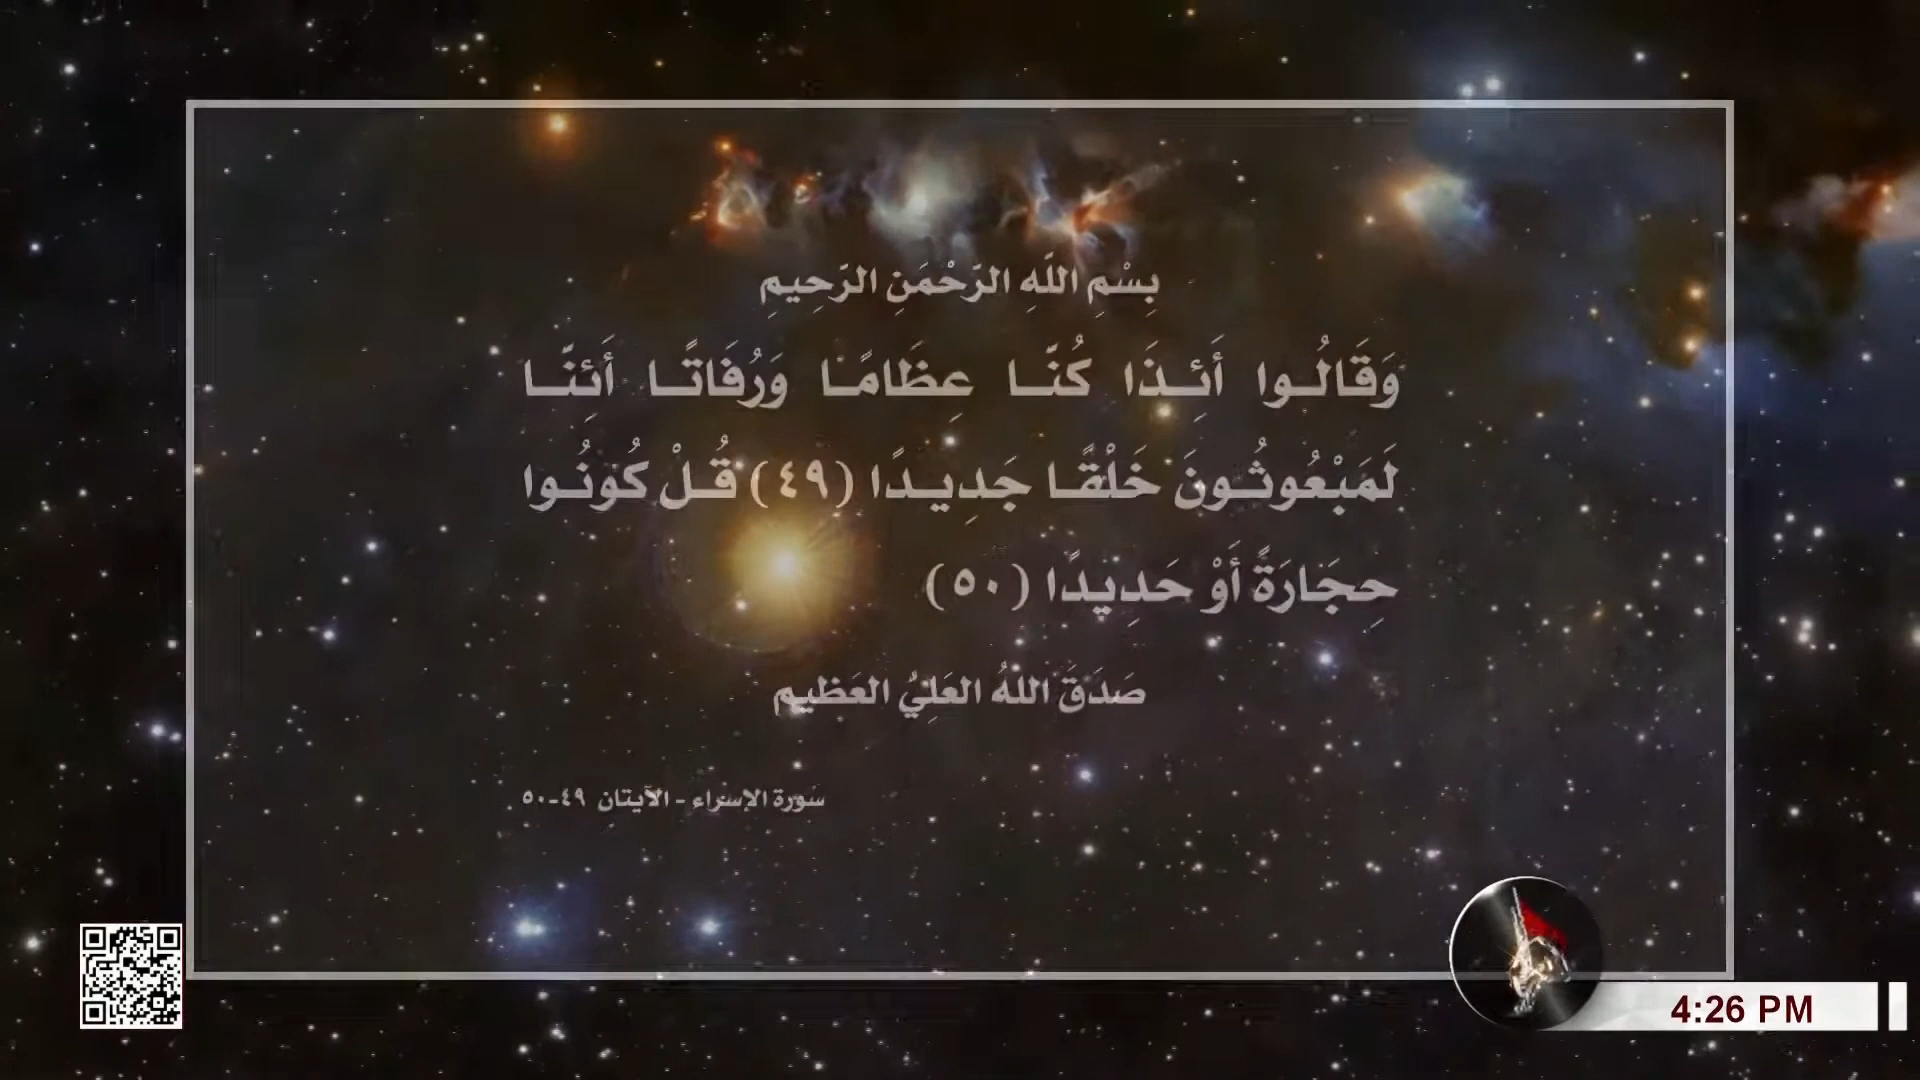 بِسْمِ اللَّهِ الرَّحْمَنِ الرَّحِيمِ
وَقَالُوا أَئِذَا كُنَّا عِظَامًا وَرُفَاتًا أَئِنَّا
لَمَبْعُوثُونَ خَلْقًا جَدِيدًا (٤٩) قُلْ كُونُوا
حِجَارَةً أَوْ حَدِيدًا (٥٠)
صَدَقَ اللهُ العَلِيُ العَظيم
سورة الإسراء - الآيتان ٤٩-٥٠
4:26 PM